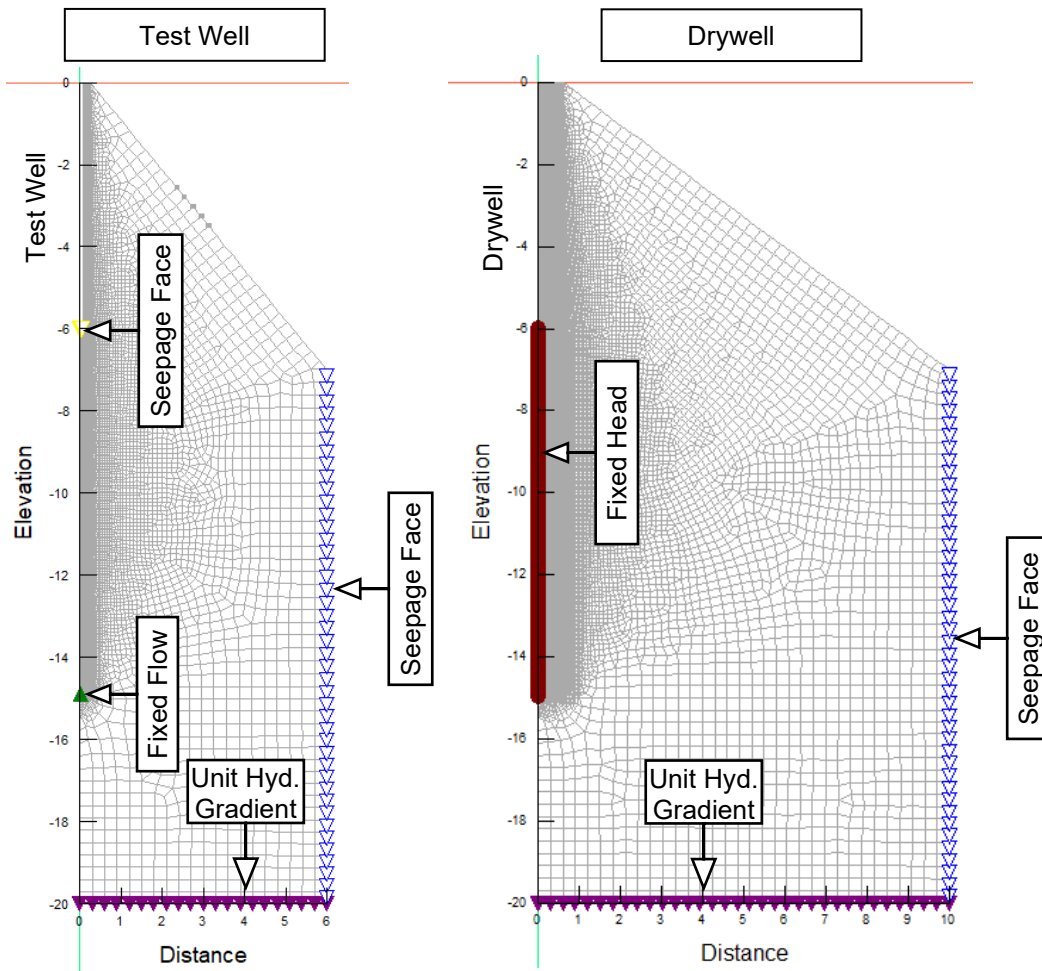 Test Well
Drywell
0
-2
-4
-6
-8
-10
-12
-14
-16
-18
-20
0
1
2
3
4
5
6
Test Well
Elevation
Distance
Seepage Face
Fixed Flow
Unit Hyd.
Gradient
Seepage Face
0
-2
-4
-6
-8
-10
-12
-14
-16
-18
-20
0
1
2
3
4
5
6
7
8
9
10
Drywell
Elevation
Distance
Fixed Head
Unit Hyd.
Gradient
Seepage Face